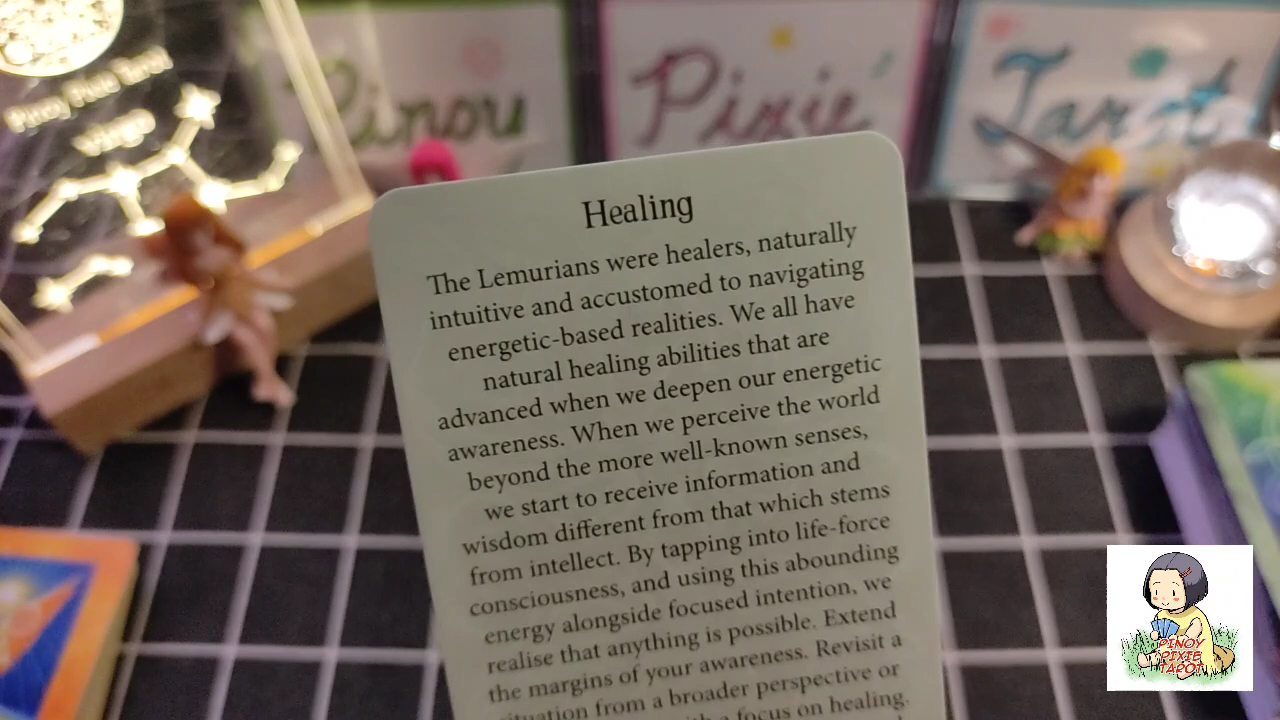 Pinoy Pixie Tarot
Virgo
Pinoy
Pixie
Tarot
Healing
The Lemurians were healers, naturally
intuitive and accustomed to navigating
energetic-based realities. We all have
natural healing abilities that are
advanced when we deepen our energetic
awareness. When we perceive the world
beyond the more well-known senses,
we start to receive information and
wisdom different from that which stems
from intellect. By tapping into life-force
consciousness, and using this abounding
energy alongside focused intention, we
realise that anything is possible. Extend
the margins of your awareness. Revisit a
situation from a broader perspective or
with a focus on healing.
PINOY
PIXIE
TAROT